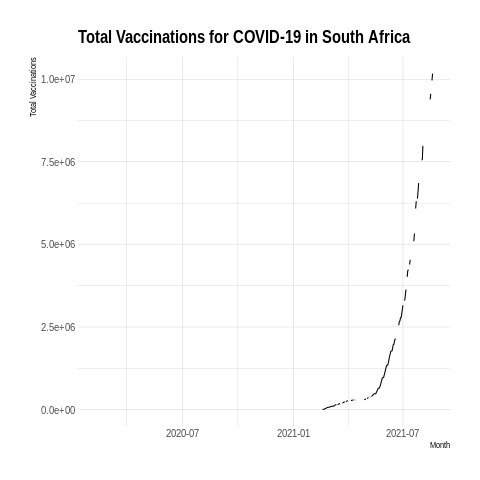 Total Vaccinations for COVID-19 in South Africa
Total Vaccinations
1.0e+07
7.5e+06
5.0e+06
2.5e+06
0.0e+00
2020-07
2021-01
2021-07
Month